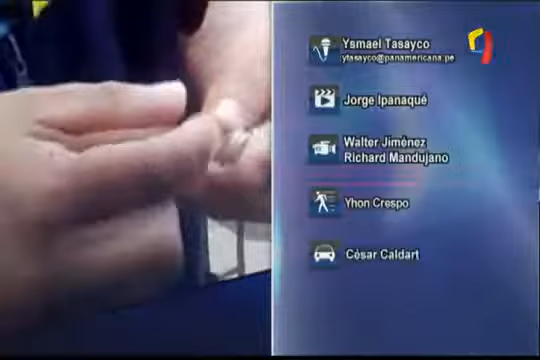 Ysmael Tasayco
ytasayco@panamericana.pe
Jorge Ipanaqué
Walter Jiménez
Richard Mandujano
Yhon Crespo
César Caldart